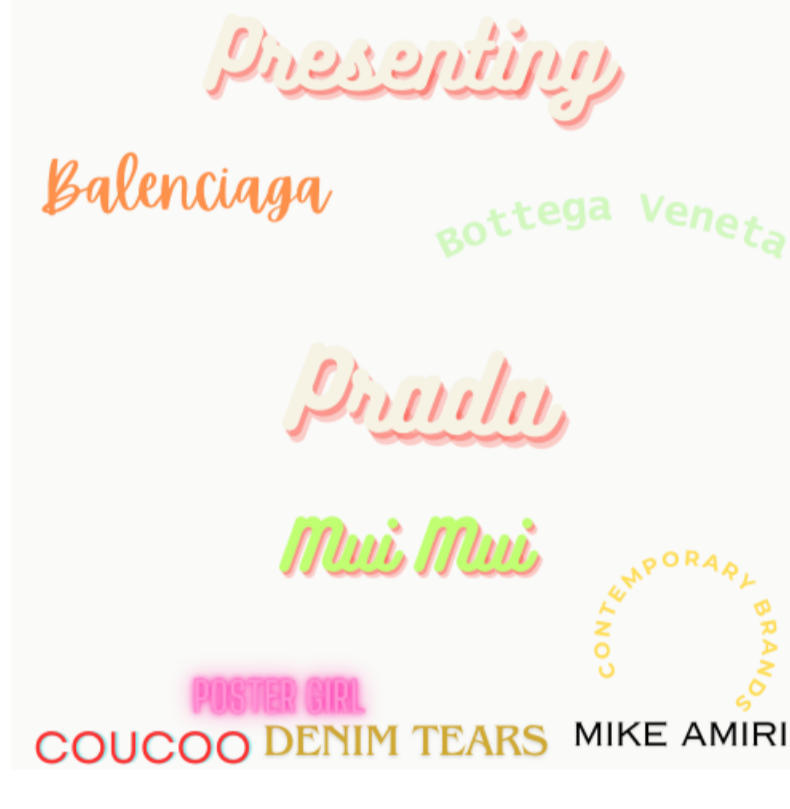 Presenting
Balenciaga
Bottega Veneta
Prada
Mui Mui
CONTEMPORARY BRANDS
POSTER GIRL
COUCOO
DENIM TEARS
MIKE AMIRI